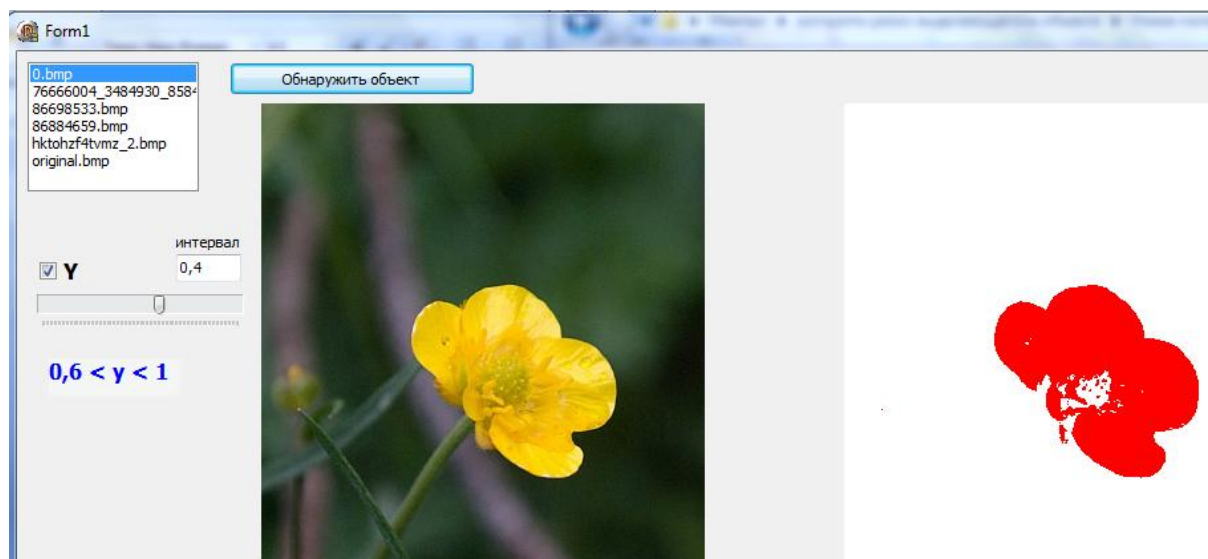 Form1
0.bmp
76666004_3484930_8584
86698533.bmp
86884659.bmp
hktohzf4tvmz_2.bmp
original.bmp
Обнаружить объект
интервал
Y
0,4
0,6 < y < 1